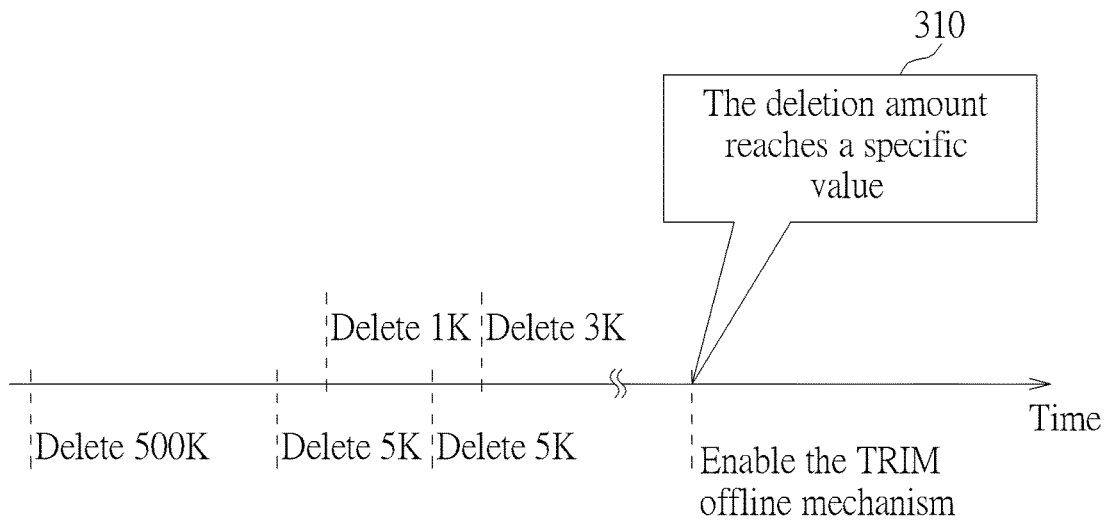 310
The deletion amount
reaches a specific
value
Delete 1K
Delete 3K
Time
Delete 500K
Delete 5K
Delete 5K
Enable the TRIM
offline mechanism